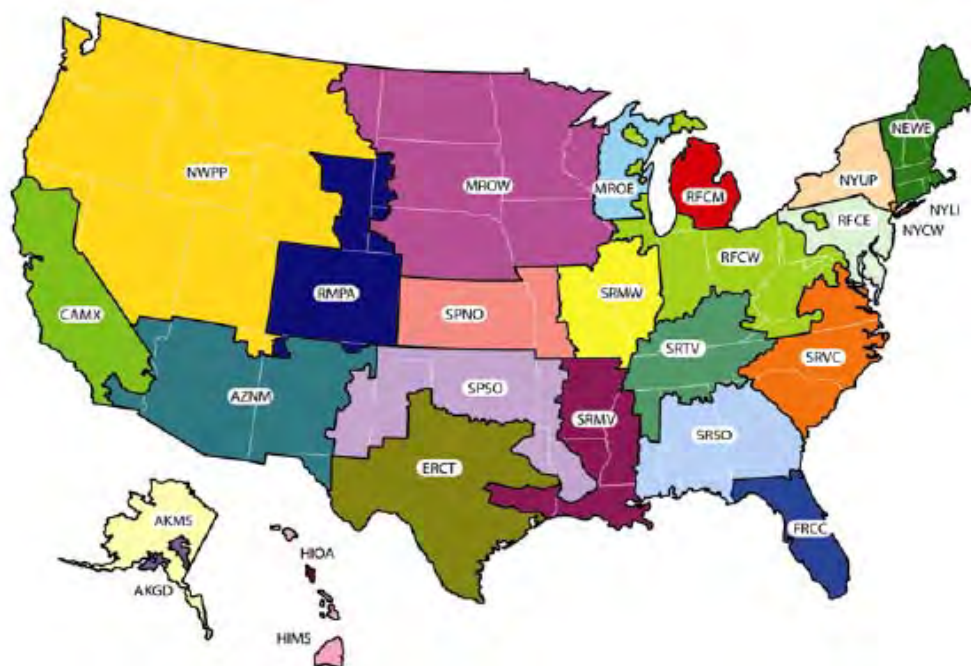 NEWE
NWPP
MROW
MROE
RFCM
NYUP
NYLI
RFCE
NYCW
RFCW
RMPA
SRMW
CAMX
SPNO
SRTV
SRVC
AZNM
SPSO
SRMV
SRSO
ERCT
AKMS
FRCC
HIOA
AKGD
HIMS